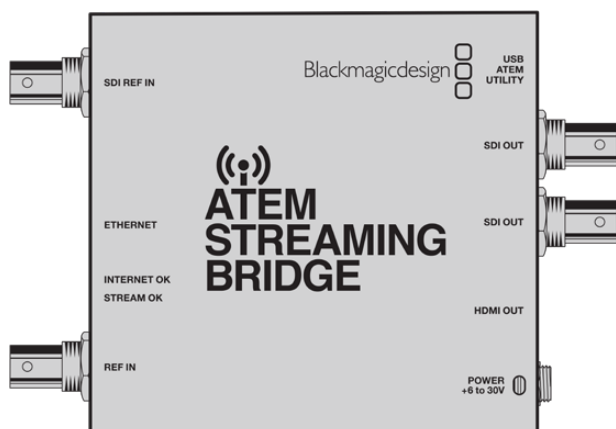 SDI REF IN
Blackmagicdesign
USB
ATEM
UTILITY
SDI OUT
ATEM
STREAMING
BRIDGE
ETHERNET
SDI OUT
INTERNET OK
STREAM OK
HDMI OUT
REF IN
POWER
+6 to 30V